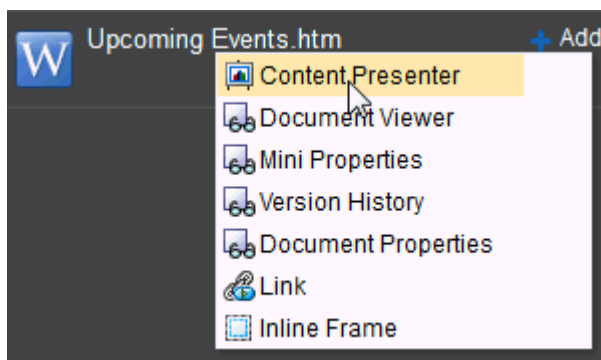 W
Upcoming Events.htm
Add
Content Presenter
Document Viewer
Mini Properties
Version History
Document Properties
Link
Inline Frame